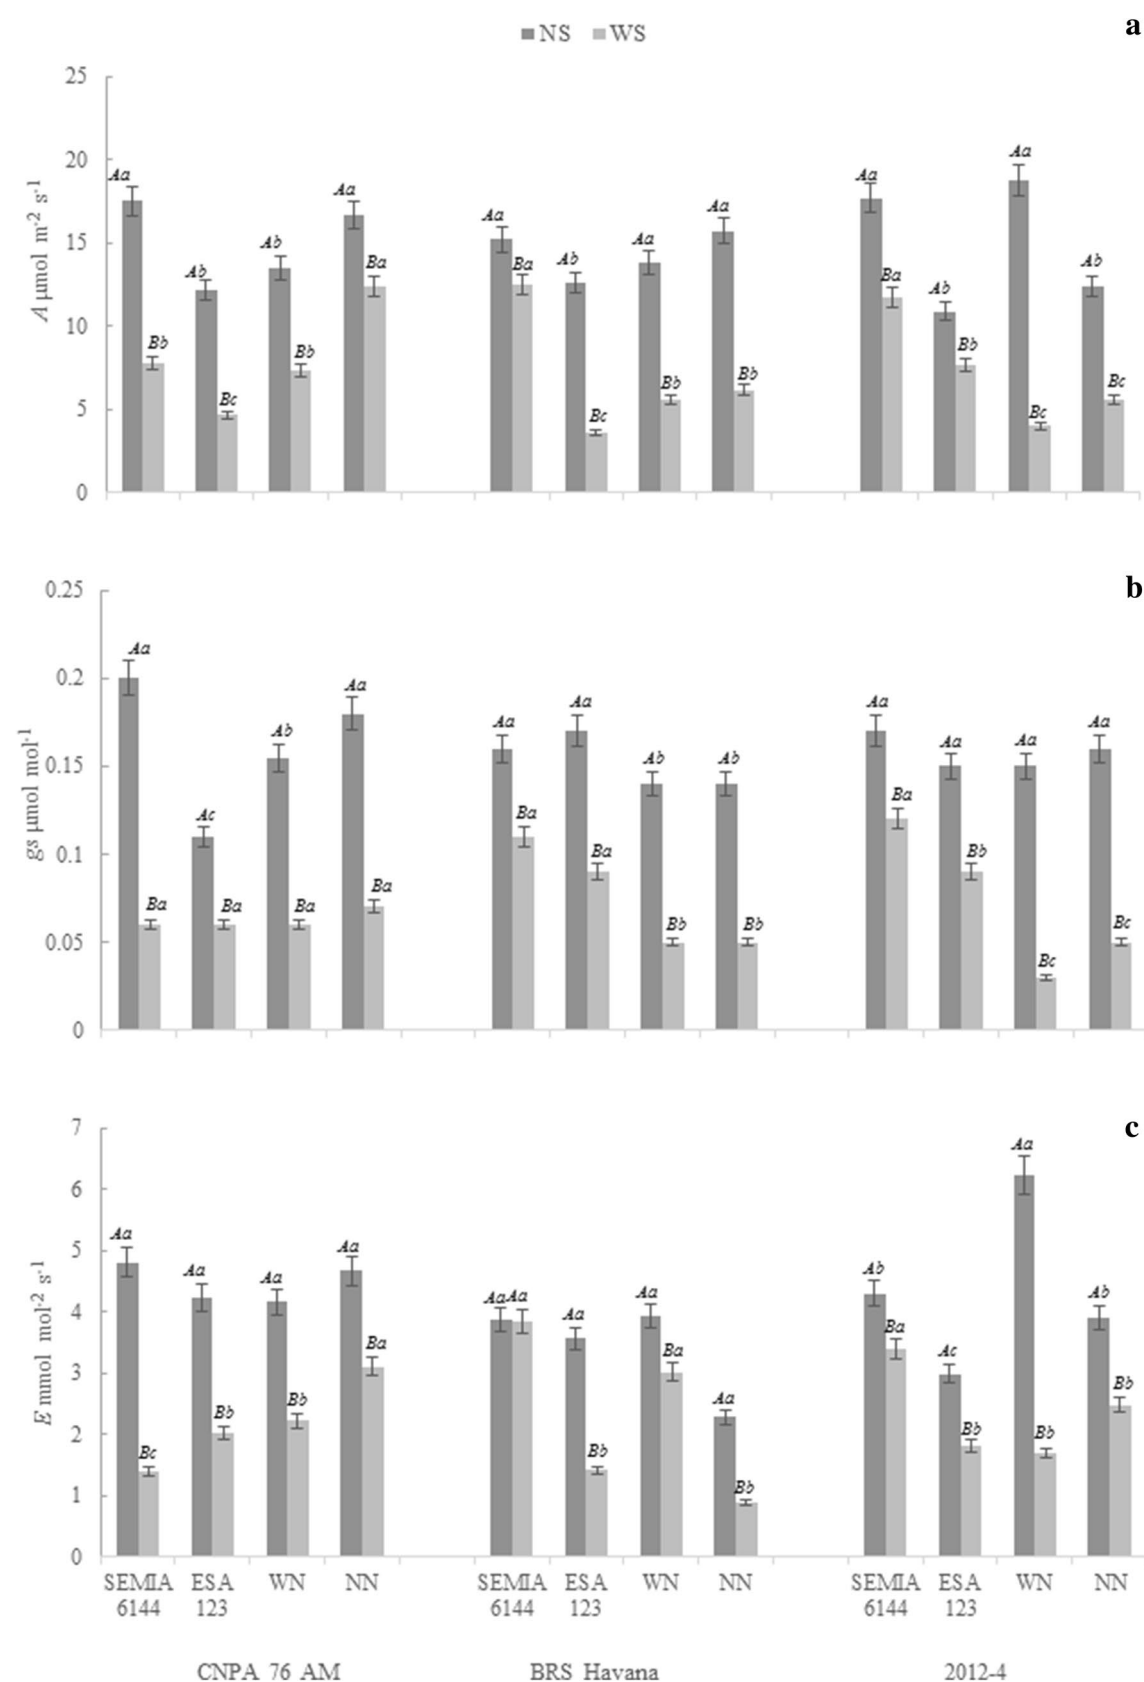 NS WS
a
25
20
15
10
5
0
A µmol m-2 s-1
Aa Bb Ab Bc Ab Bb Aa Ba
Aa Ba Ab Bc Aa Bb Aa Bb
Aa Ba Ab Bb Aa Bc Ab Bc
b
0.25
0.2
0.15
0.1
0.05
0
gs µmol mol-1
Aa Ba Ac Ba Ab Ba Aa Ba
Aa Ba Aa Ba Ab Bb Ab Bb
Aa Ba Aa Bb Aa Bc Aa Bc
c
7
6
5
4
3
2
1
0
E mmol mol-2 s-1
Aa Bc Aa Bb Aa Bb Aa Ba
Aa Aa Aa Bb Aa Ba Aa Bb
Ab Ba Ac Bb Aa Bb Ab Bb
SEMIA ESA WN NN SEMIA ESA WN NN SEMIA ESA WN NN
6144 123 6144 123 6144 123
CNPA 76 AM BRS Havana 2012-4